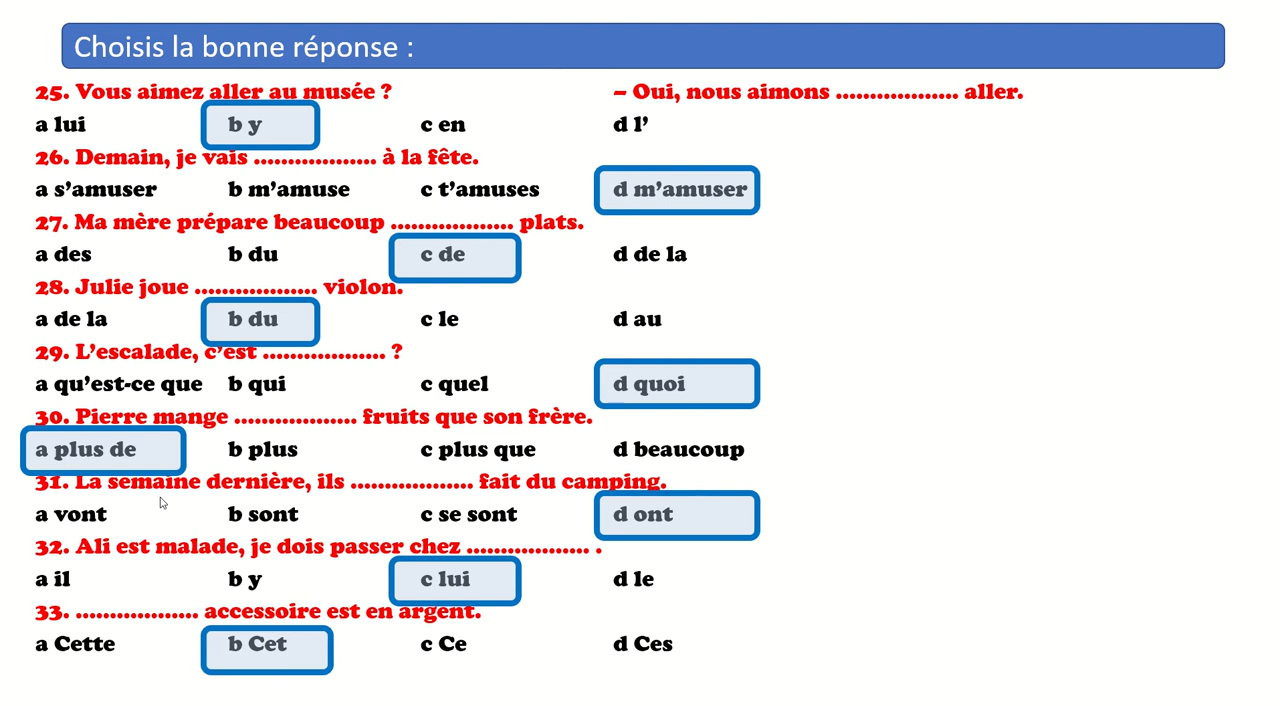 Choisis la bonne réponse :
25. Vous aimez aller au musée ? – Oui, nous aimons .................. aller.
a lui b y c en d l’
26. Demain, je vais .................. à la fête.
a s’amuser b m’amuse c t’amuses d m’amuser
27. Ma mère prépare beaucoup .................. plats.
a des b du c de d de la
28. Julie joue .................. violon.
a de la b du c le d au
29. L’escalade, c’est .................. ?
a qu’est-ce que b qui c quel d quoi
30. Pierre mange .................. fruits que son frère.
a plus de b plus c plus que d beaucoup
31. La semaine dernière, ils .................. fait du camping.
a vont b sont c se sont d ont
32. Ali est malade, je dois passer chez .................. .
a il b y c lui d le
33. .................. accessoire est en argent.
a Cette b Cet c Ce d Ces